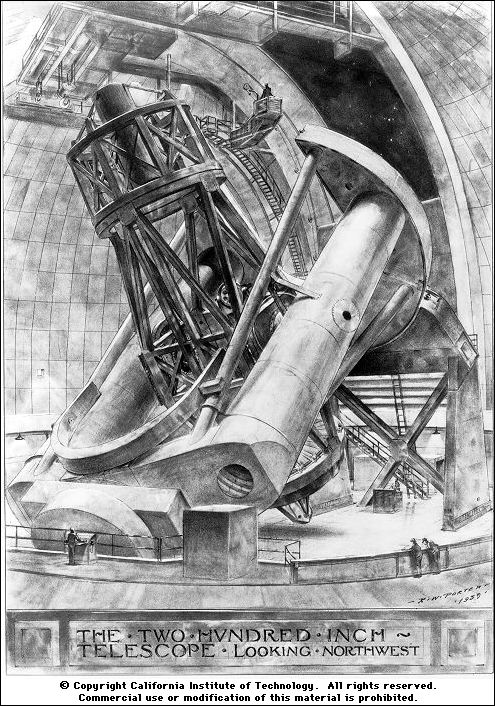 R·W·PORTER·
·1939·
THE · TWO · HVNDRED · INCH ~
TELESCOPE · LOOKING · NORTHWEST
© Copyright California Institute of Technology. All rights reserved.
Commercial use or modification of this material is prohibited.